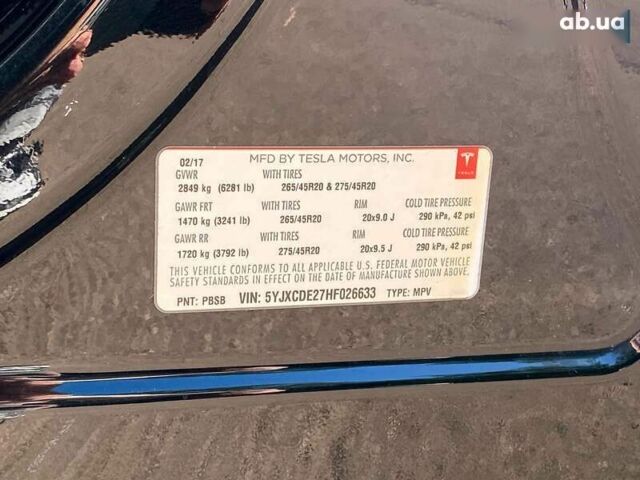 ab.ua
02/17 MFD BY TESLA MOTORS, INC.
GVWR WITH TIRES
2849 kg (6281 lb) 265/45R20 & 275/45R20
GAWR FRT WITH TIRES RIM COLD TIRE PRESSURE
1470 kg (3241 lb) 265/45R20 20x9.0 J 290 kPa, 42 psi
GAWR RR WITH TIRES RIM COLD TIRE PRESSURE
1720 kg (3792 lb) 275/45R20 20x9.5 J 290 kPa, 42 psi
THIS VEHICLE CONFORMS TO ALL APPLICABLE U.S. FEDERAL MOTOR VEHICLE
SAFETY STANDARDS IN EFFECT ON THE DATE OF MANUFACTURE SHOWN ABOVE.
PNT: PBSB VIN: 5YJXCDE27HF026633 TYPE: MPV
TESLA